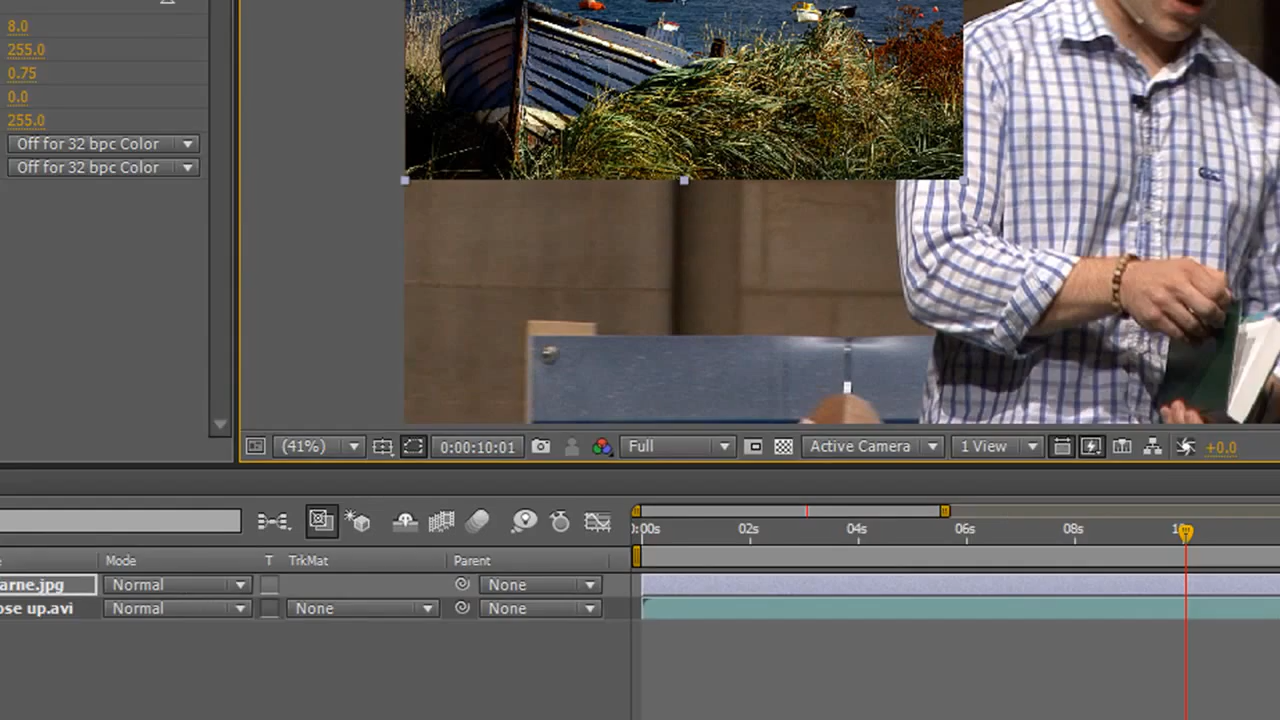 8.0
255.0
0.75
0.0
255.0
Off for 32 bpc Color
Off for 32 bpc Color
(41%) 0:00:10:01 Full Active Camera 1 View +0.0
):00s 02s 04s 06s 08s
Mode T TrkMat Parent
arne.jpg Normal None
ose up.avi Normal None None